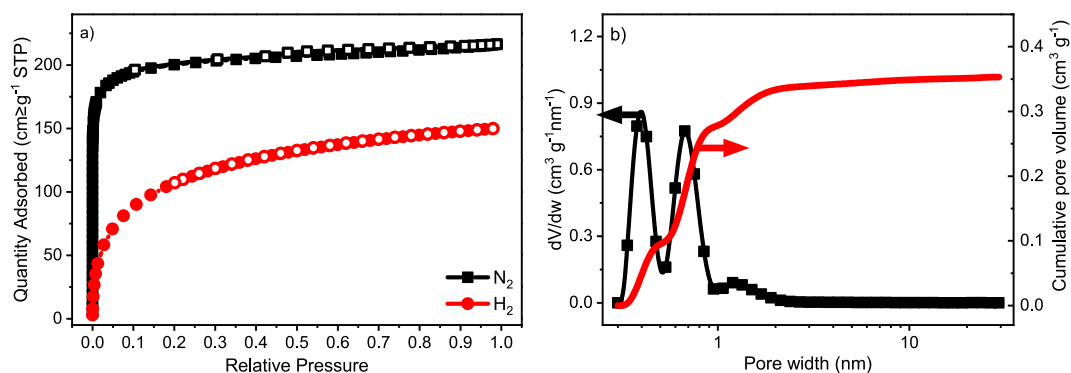 a)
Quantity Adsorbed (cm≥g⁻¹ STP)
200
150
100
50
0
0.0 0.1 0.2 0.3 0.4 0.5 0.6 0.7 0.8 0.9 1.0
Relative Pressure
N₂
H₂
b)
dV/dw (cm³ g⁻¹nm⁻¹)
1.2
0.9
0.6
0.3
0.0
1 10
Pore width (nm)
0.4
0.3
0.2
0.1
0.0
Cumulative pore volume (cm³ g⁻¹)